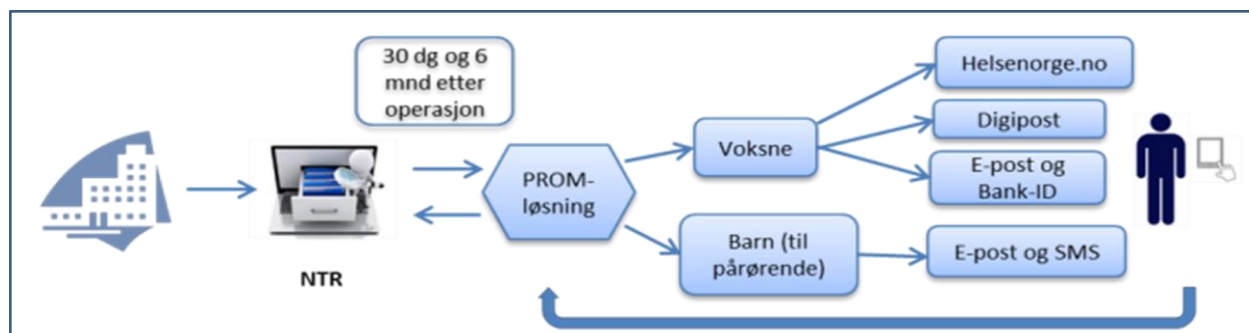 30 dg og 6
mnd etter
operasjon
NTR
PROM-
løsning
Voksne
Barn (til
pårørende)
Helsenorge.no
Digipost
E-post og
Bank-ID
E-post og SMS